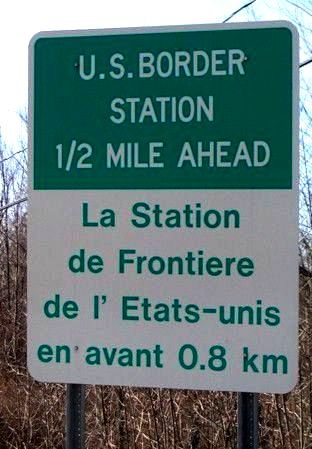 U.S. BORDER
STATION
1/2 MILE AHEAD
La Station
de Frontiere
de l' Etats-unis
en avant 0.8 km